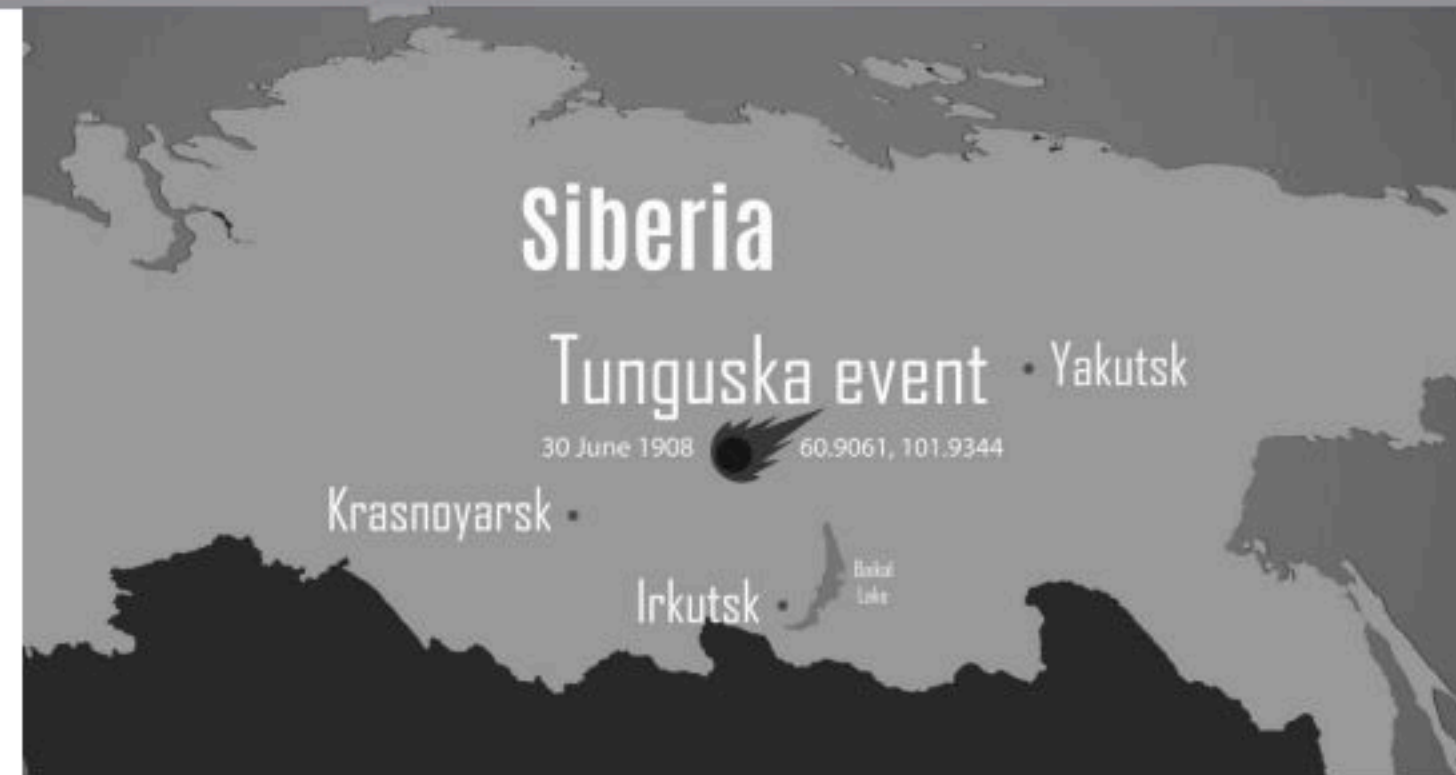 Siberia
Tunguska event
Yakutsk
30 June 1908
60.9061, 101.9344
Krasnoyarsk
Baikal
Lake
Irkutsk